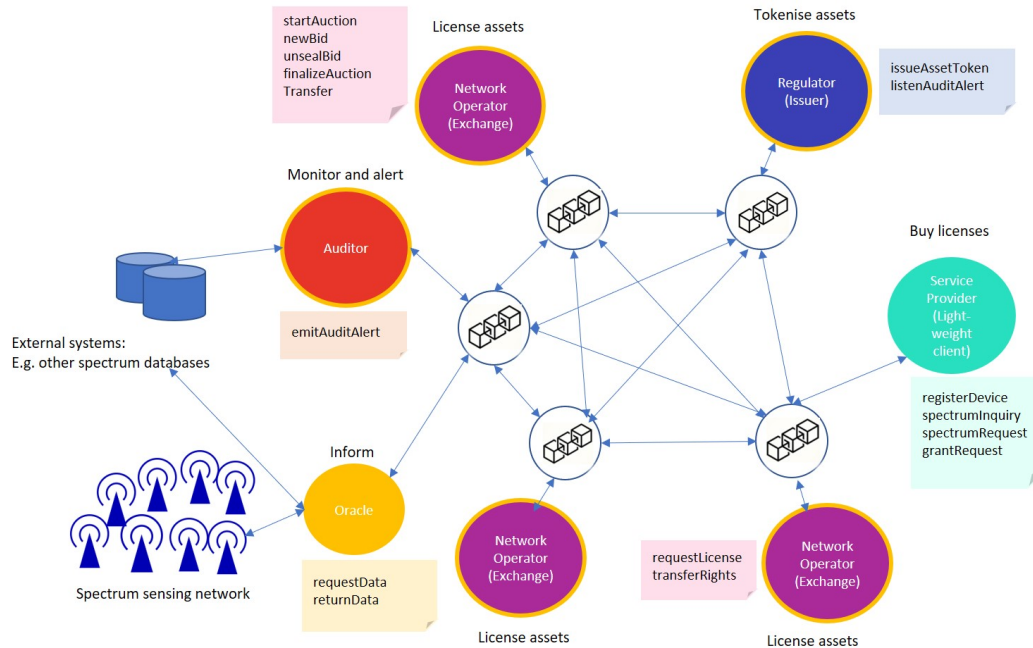 License assets
startAuction
newBid
unsealBid
finalizeAuction
Transfer
Network
Operator
(Exchange)
Tokenise assets
Regulator
(Issuer)
issueAssetToken
listenAuditAlert
Monitor and alert
Auditor
emitAuditAlert
Buy licenses
Service
Provider
(Light-
weight
client)
registerDevice
spectrumInquiry
spectrumRequest
grantRequest
External systems:
E.g. other spectrum databases
Inform
Oracle
requestData
returnData
Spectrum sensing network
Network
Operator
(Exchange)
License assets
requestLicense
transferRights
Network
Operator
(Exchange)
License assets